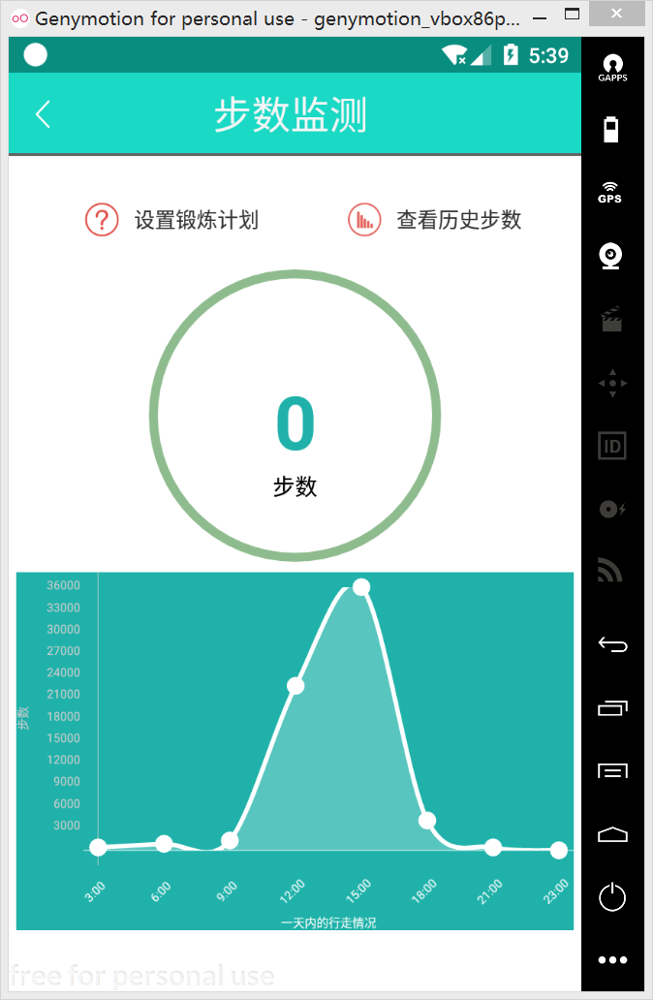 Genymotion for personal use - genymotion_vbox86p...
5:39
步数监测
GAPPS
设置锻炼计划
查看历史步数
GPS
0
步数
ID
36000
33000
30000
27000
24000
21000
18000
15000
12000
9000
6000
3000
步数
3:00
6:00
9:00
12:00
15:00
18:00
21:00
23:00
一天内的行走情况
free for personal use